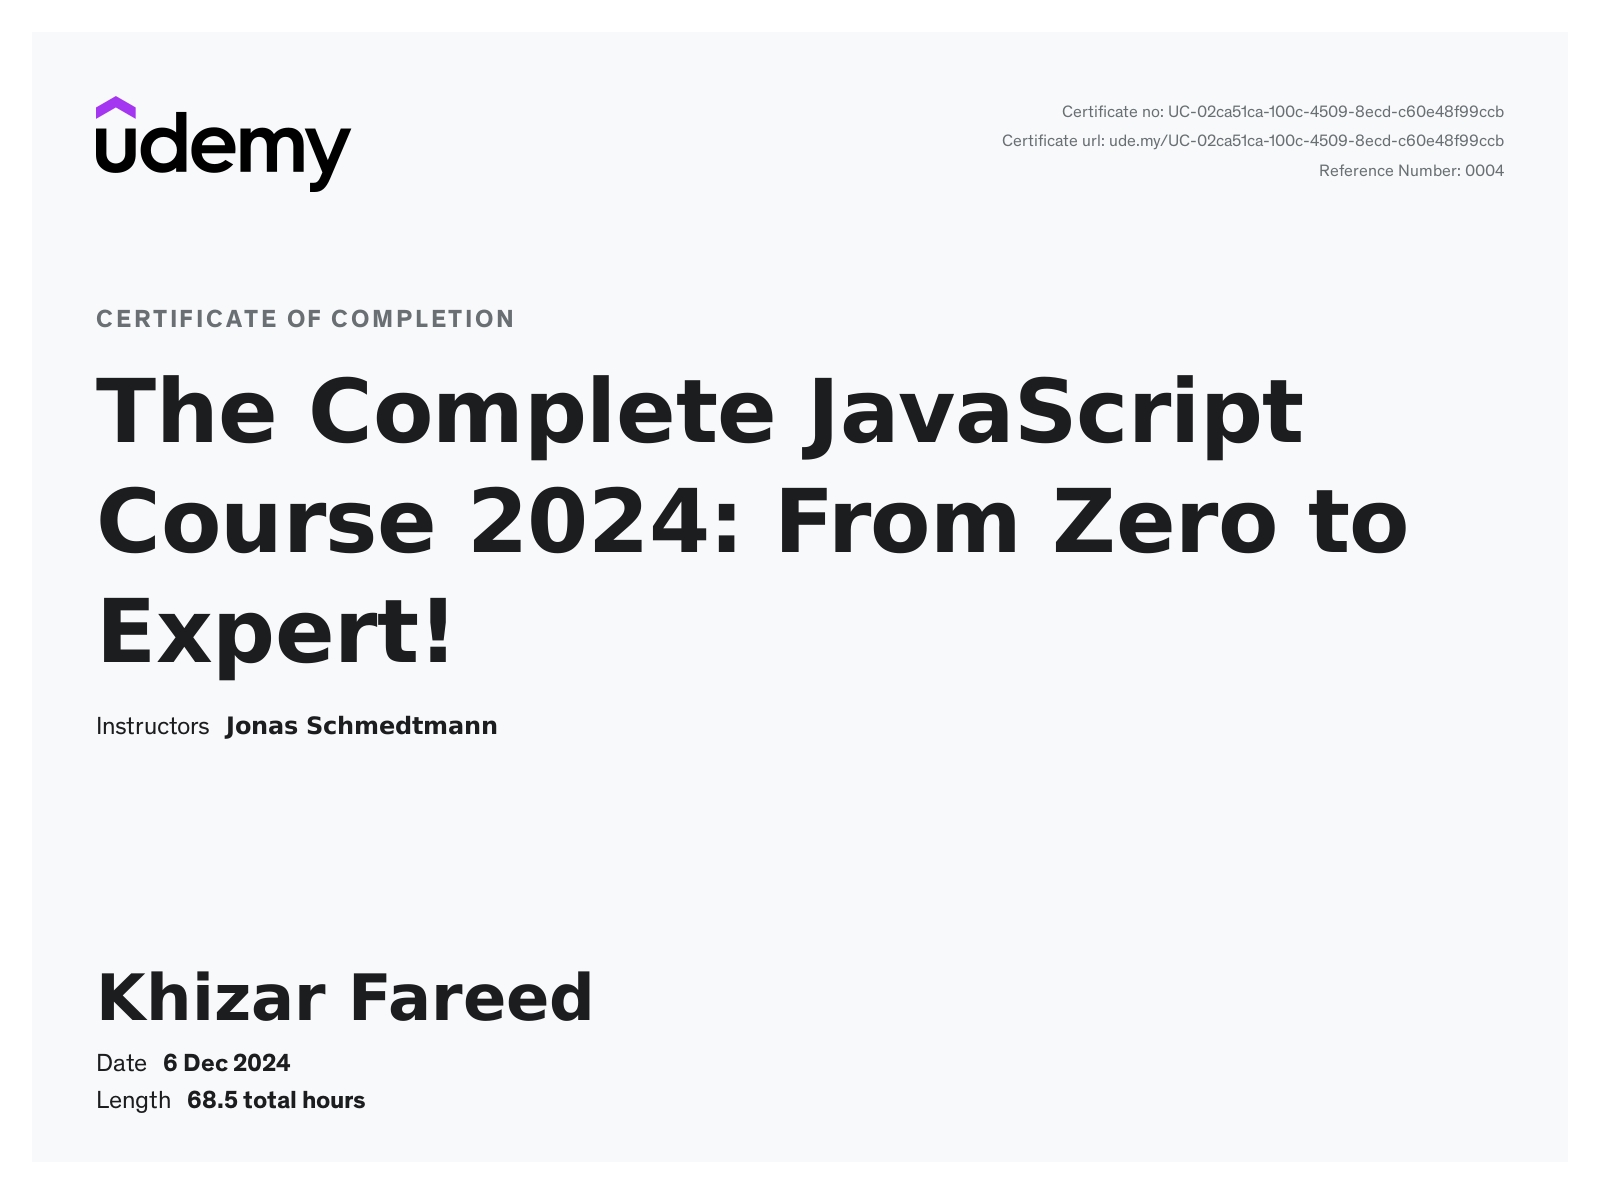 udemy
Certificate no: UC-02ca51ca-100c-4509-8ecd-c60e48f99ccb
Certificate url: ude.my/UC-02ca51ca-100c-4509-8ecd-c60e48f99ccb
Reference Number: 0004
CERTIFICATE OF COMPLETION
The Complete JavaScript
Course 2024: From Zero to
Expert!
Instructors Jonas Schmedtmann
Khizar Fareed
Date 6 Dec 2024
Length 68.5 total hours